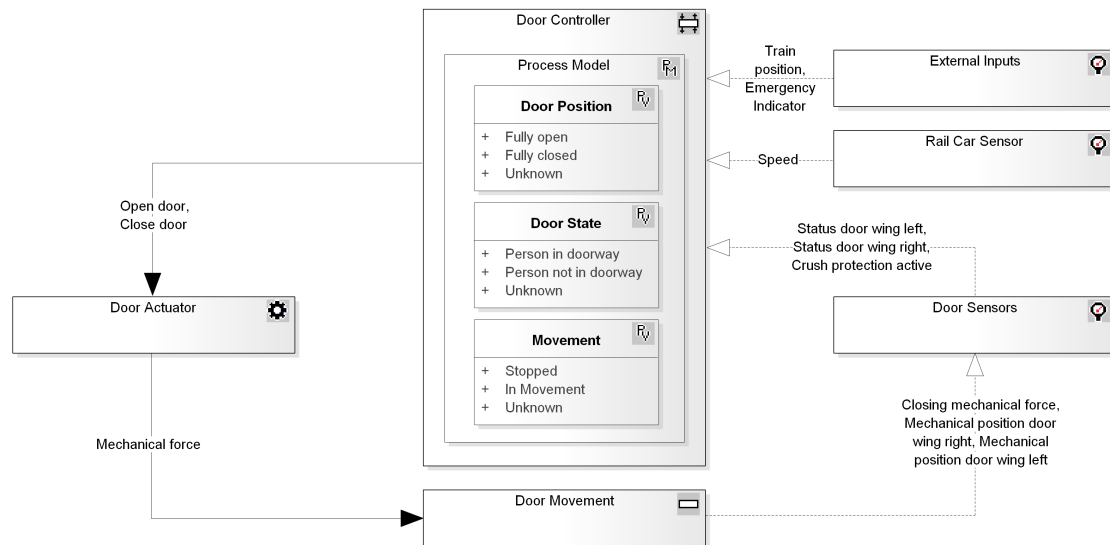 Door Controller
Process Model
Door Position
+ Fully open
+ Fully closed
+ Unknown
Door State
+ Person in doorway
+ Person not in doorway
+ Unknown
Movement
+ Stopped
+ In Movement
+ Unknown
Train
position,
Emergency
Indicator
External Inputs
Speed
Rail Car Sensor
Open door,
Close door
Status door wing left,
Status door wing right,
Crush protection active
Door Actuator
Door Sensors
Mechanical force
Closing mechanical force,
Mechanical position door
wing right, Mechanical
position door wing left
Door Movement